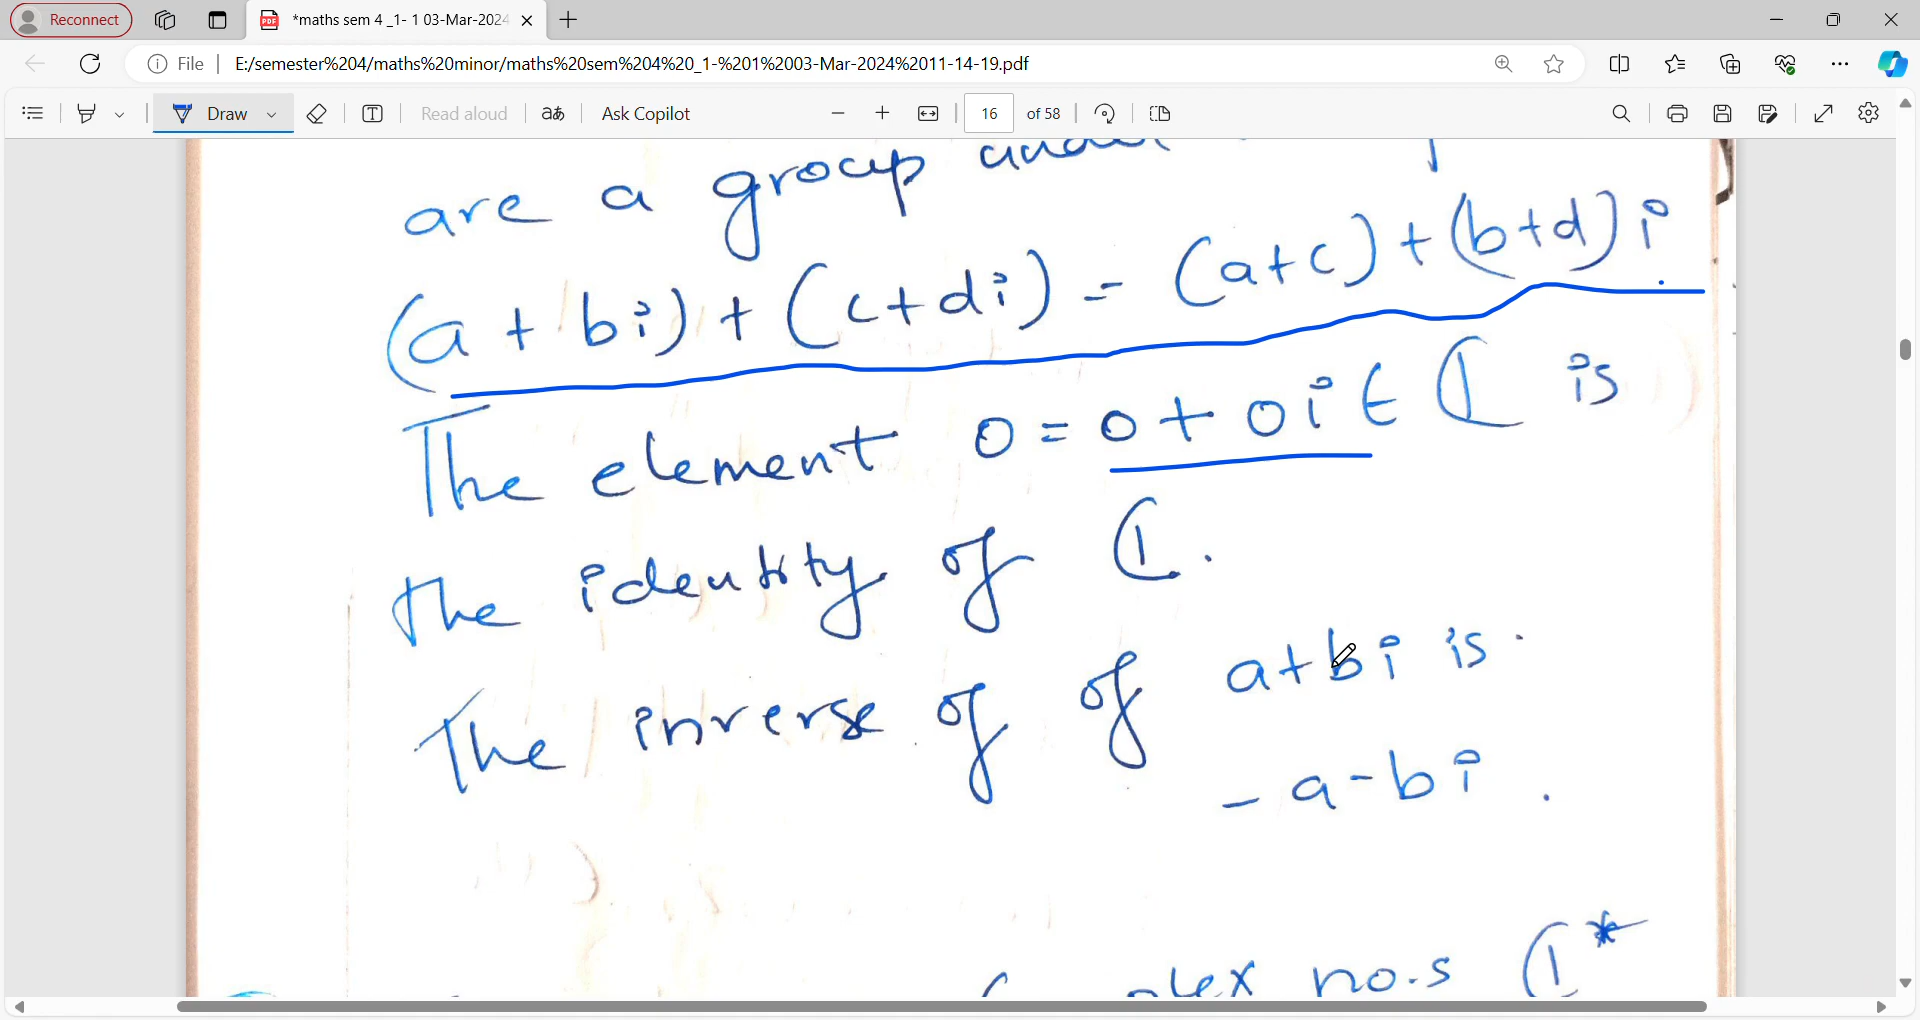 Reconnect
*maths sem 4 _1- 1 03-Mar-2024
File
E:/semester%204/maths%20minor/maths%20sem%204%20_1-%201%2003-Mar-2024%2011-14-19.pdf
Draw
Read aloud
aあ
Ask Copilot
16 of 58
are a group
(a + bi) + (c+di) = (a+c) + (b+d)i.
The element 0 = 0 + 0i ∈ ℂ is
the identity of ℂ.
The inverse of of a+bi is
- a-bi.
no.s ℂ*